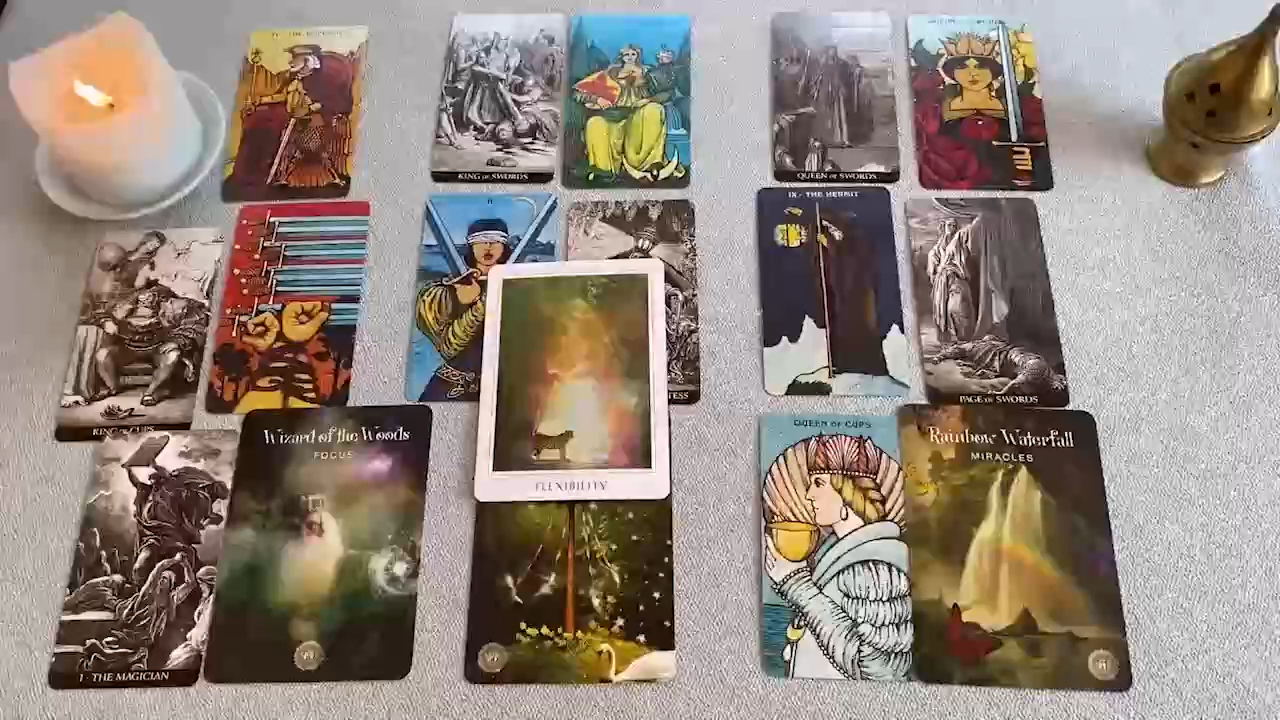 KING OF SWORDS
QUEEN OF SWORDS
II
IX · THE HERMIT
KING OF CUPS
PAGE OF SWORDS
Wizard of the Woods
FOCUS
FLEXIBILITY
QUEEN OF CUPS
Rainbow Waterfall
MIRACLES
I · THE MAGICIAN